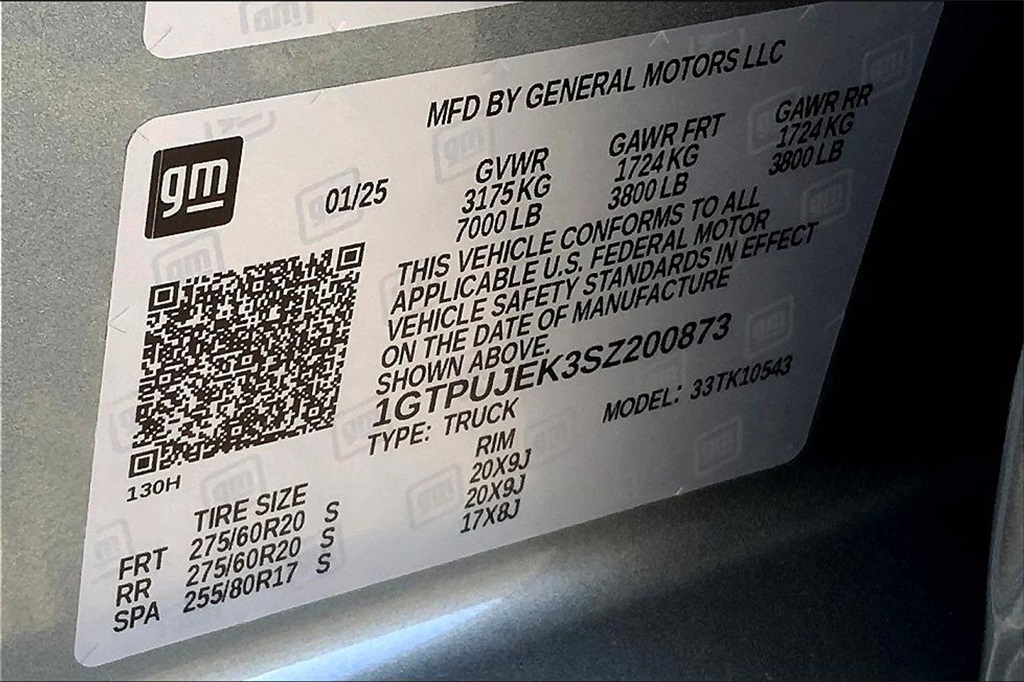 MFD BY GENERAL MOTORS LLC
gm
01/25
GVWR GAWR FRT GAWR RR
3175 KG 1724 KG 1724 KG
7000 LB 3800 LB 3800 LB
THIS VEHICLE CONFORMS TO ALL
APPLICABLE U.S. FEDERAL MOTOR
VEHICLE SAFETY STANDARDS IN EFFECT
ON THE DATE OF MANUFACTURE
SHOWN ABOVE.
1GTPUJEK3SZ200873
TYPE: TRUCK MODEL: 33TK10543
130H
TIRE SIZE RIM
FRT 275/60R20 S 20X9J
RR 275/60R20 S 20X9J
SPA 255/80R17 S 17X8J